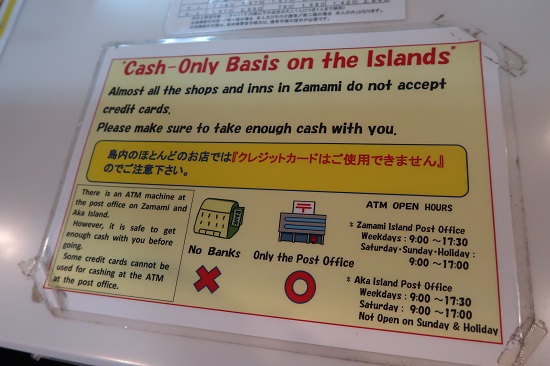 "Cash-Only Basis on the Islands"
Almost all the shops and inns in Zamami do not accept
credit cards.
Please make sure to take enough cash with you.
島内のほとんどのお店では『クレジットカードはご使用できません』
のでご注意下さい。
There is an ATM machine at
the post office on Zamami and
Aka Island.
However, it is safe to get
enough cash with you before
going.
Some credit cards cannot be
used for cashing at the ATM
at the post office.
No Banks
Only the Post Office
ATM OPEN HOURS
* Zamami Island Post Office
Weekdays : 9:00 ～17:30
Saturday・Sunday・Holiday :
9:00 ～17:00
* Aka Island Post Office
Weekdays : 9:00 ～17:30
Saturday : 9:00 ～17:00
Not Open on Sunday & Holiday